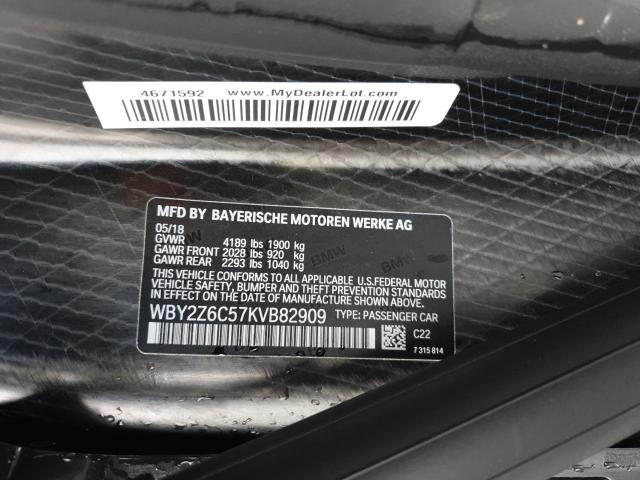 4671592 www.MyDealerLot.com
MFD BY BAYERISCHE MOTOREN WERKE AG
05/18
GVWR 4189 lbs 1900 kg
GAWR FRONT 2028 lbs 920 kg
GAWR REAR 2293 lbs 1040 kg
THIS VEHICLE CONFORMS TO ALL APPLICABLE U.S.FEDERAL MOTOR
VEHICLE SAFETY, BUMPER AND THEFT PREVENTION STANDARDS
IN EFFECT ON THE DATE OF MANUFACTURE SHOWN ABOVE.
WBY2Z6C57KVB82909 TYPE: PASSENGER CAR
C22
7 315 814
BMW
BMW